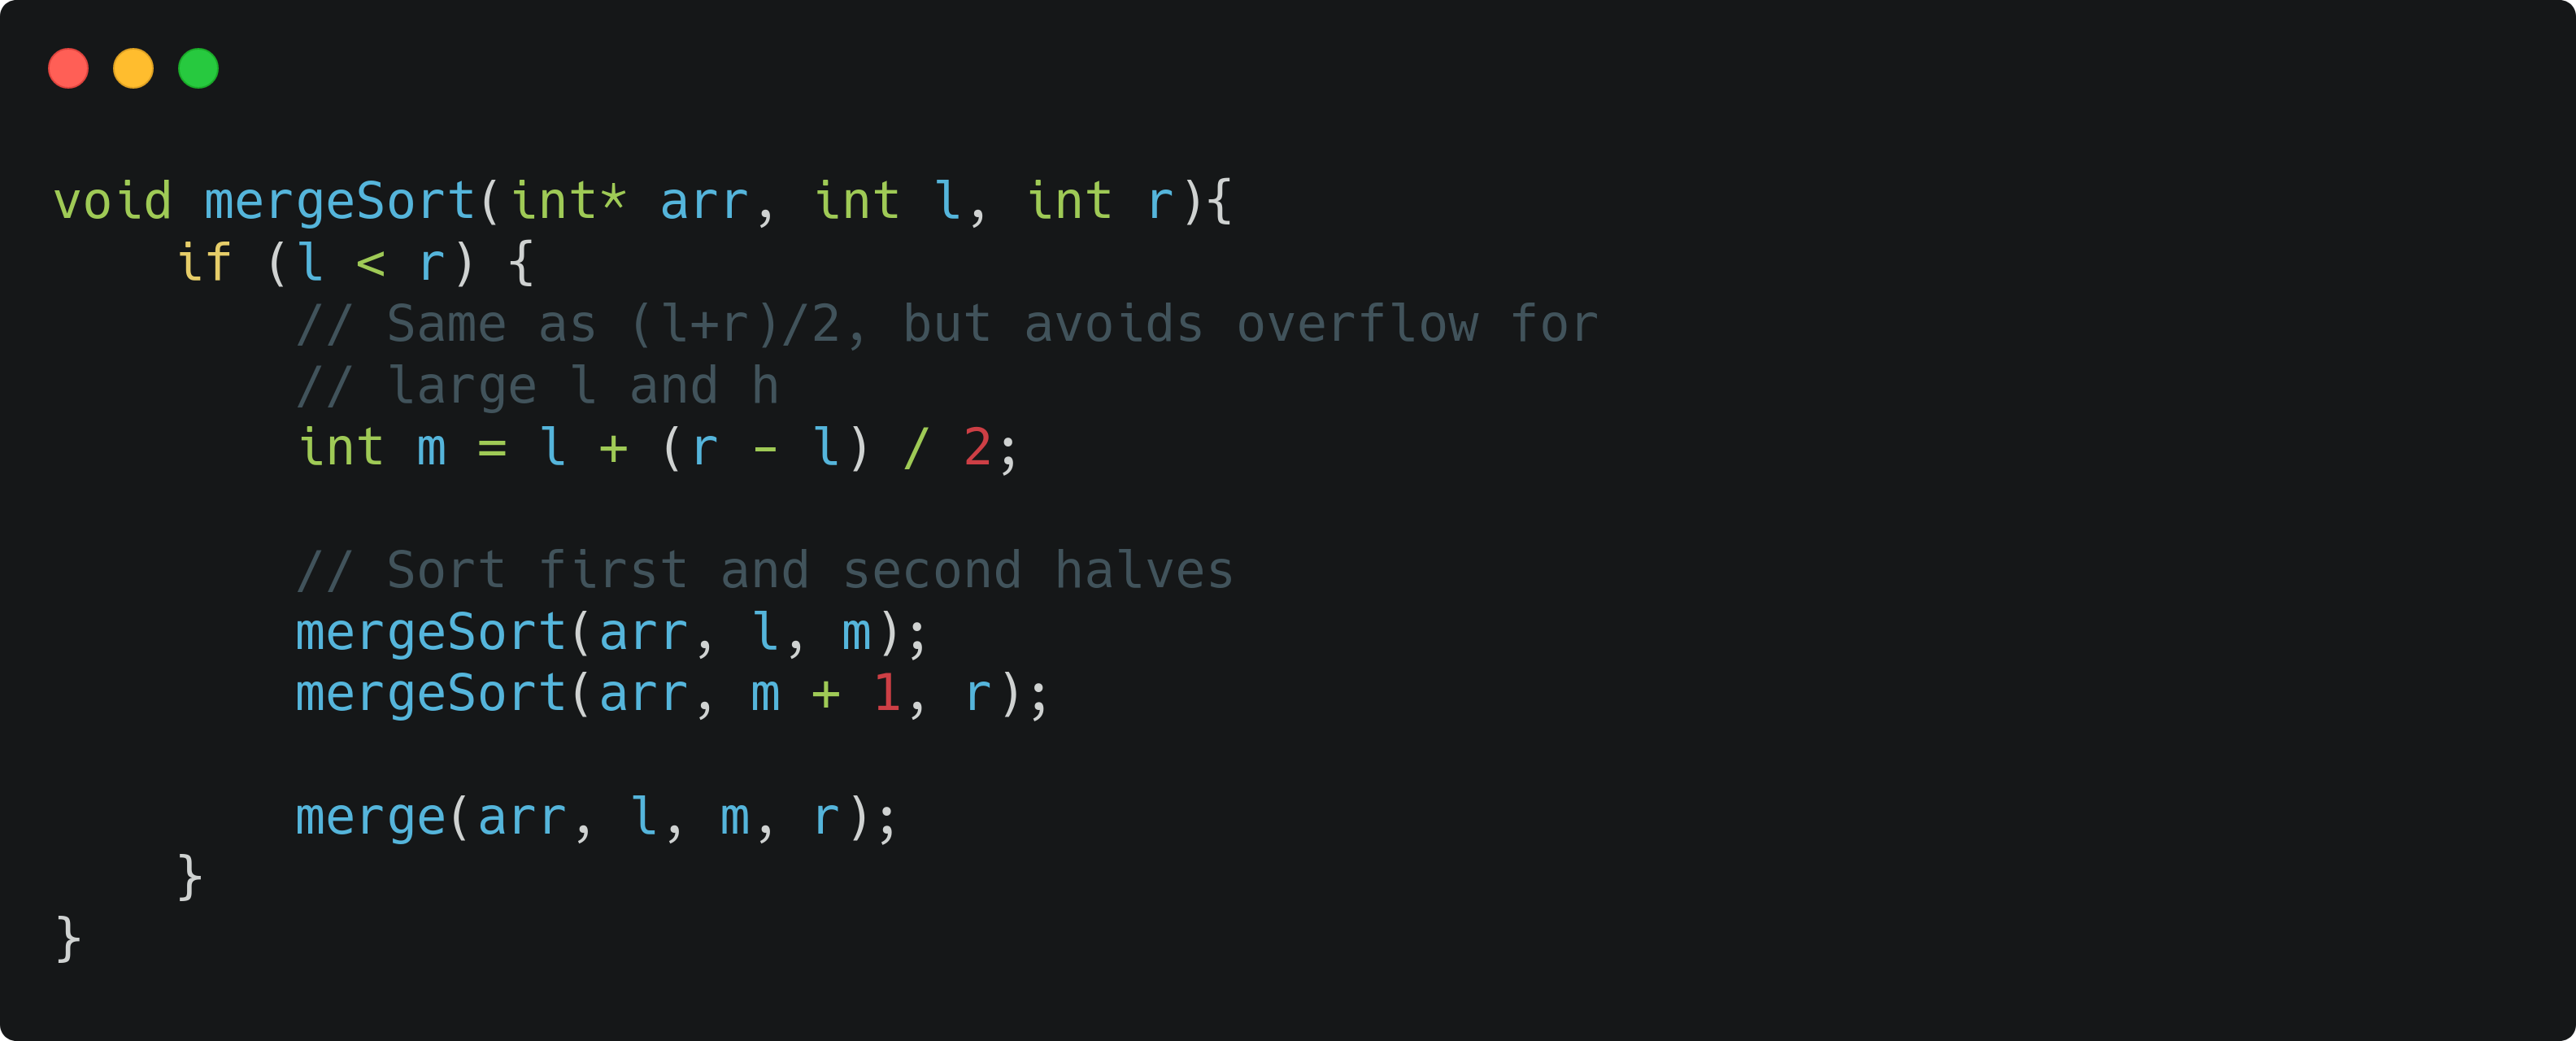 void mergeSort(int* arr, int l, int r){
    if (l < r) {
        // Same as (l+r)/2, but avoids overflow for
        // large l and h
        int m = l + (r - l) / 2;

        // Sort first and second halves
        mergeSort(arr, l, m);
        mergeSort(arr, m + 1, r);

        merge(arr, l, m, r);
    }
}